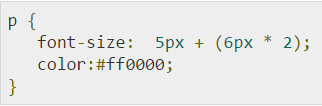 p {
   font-size:  5px + (6px * 2);
   color:#ff0000;
}